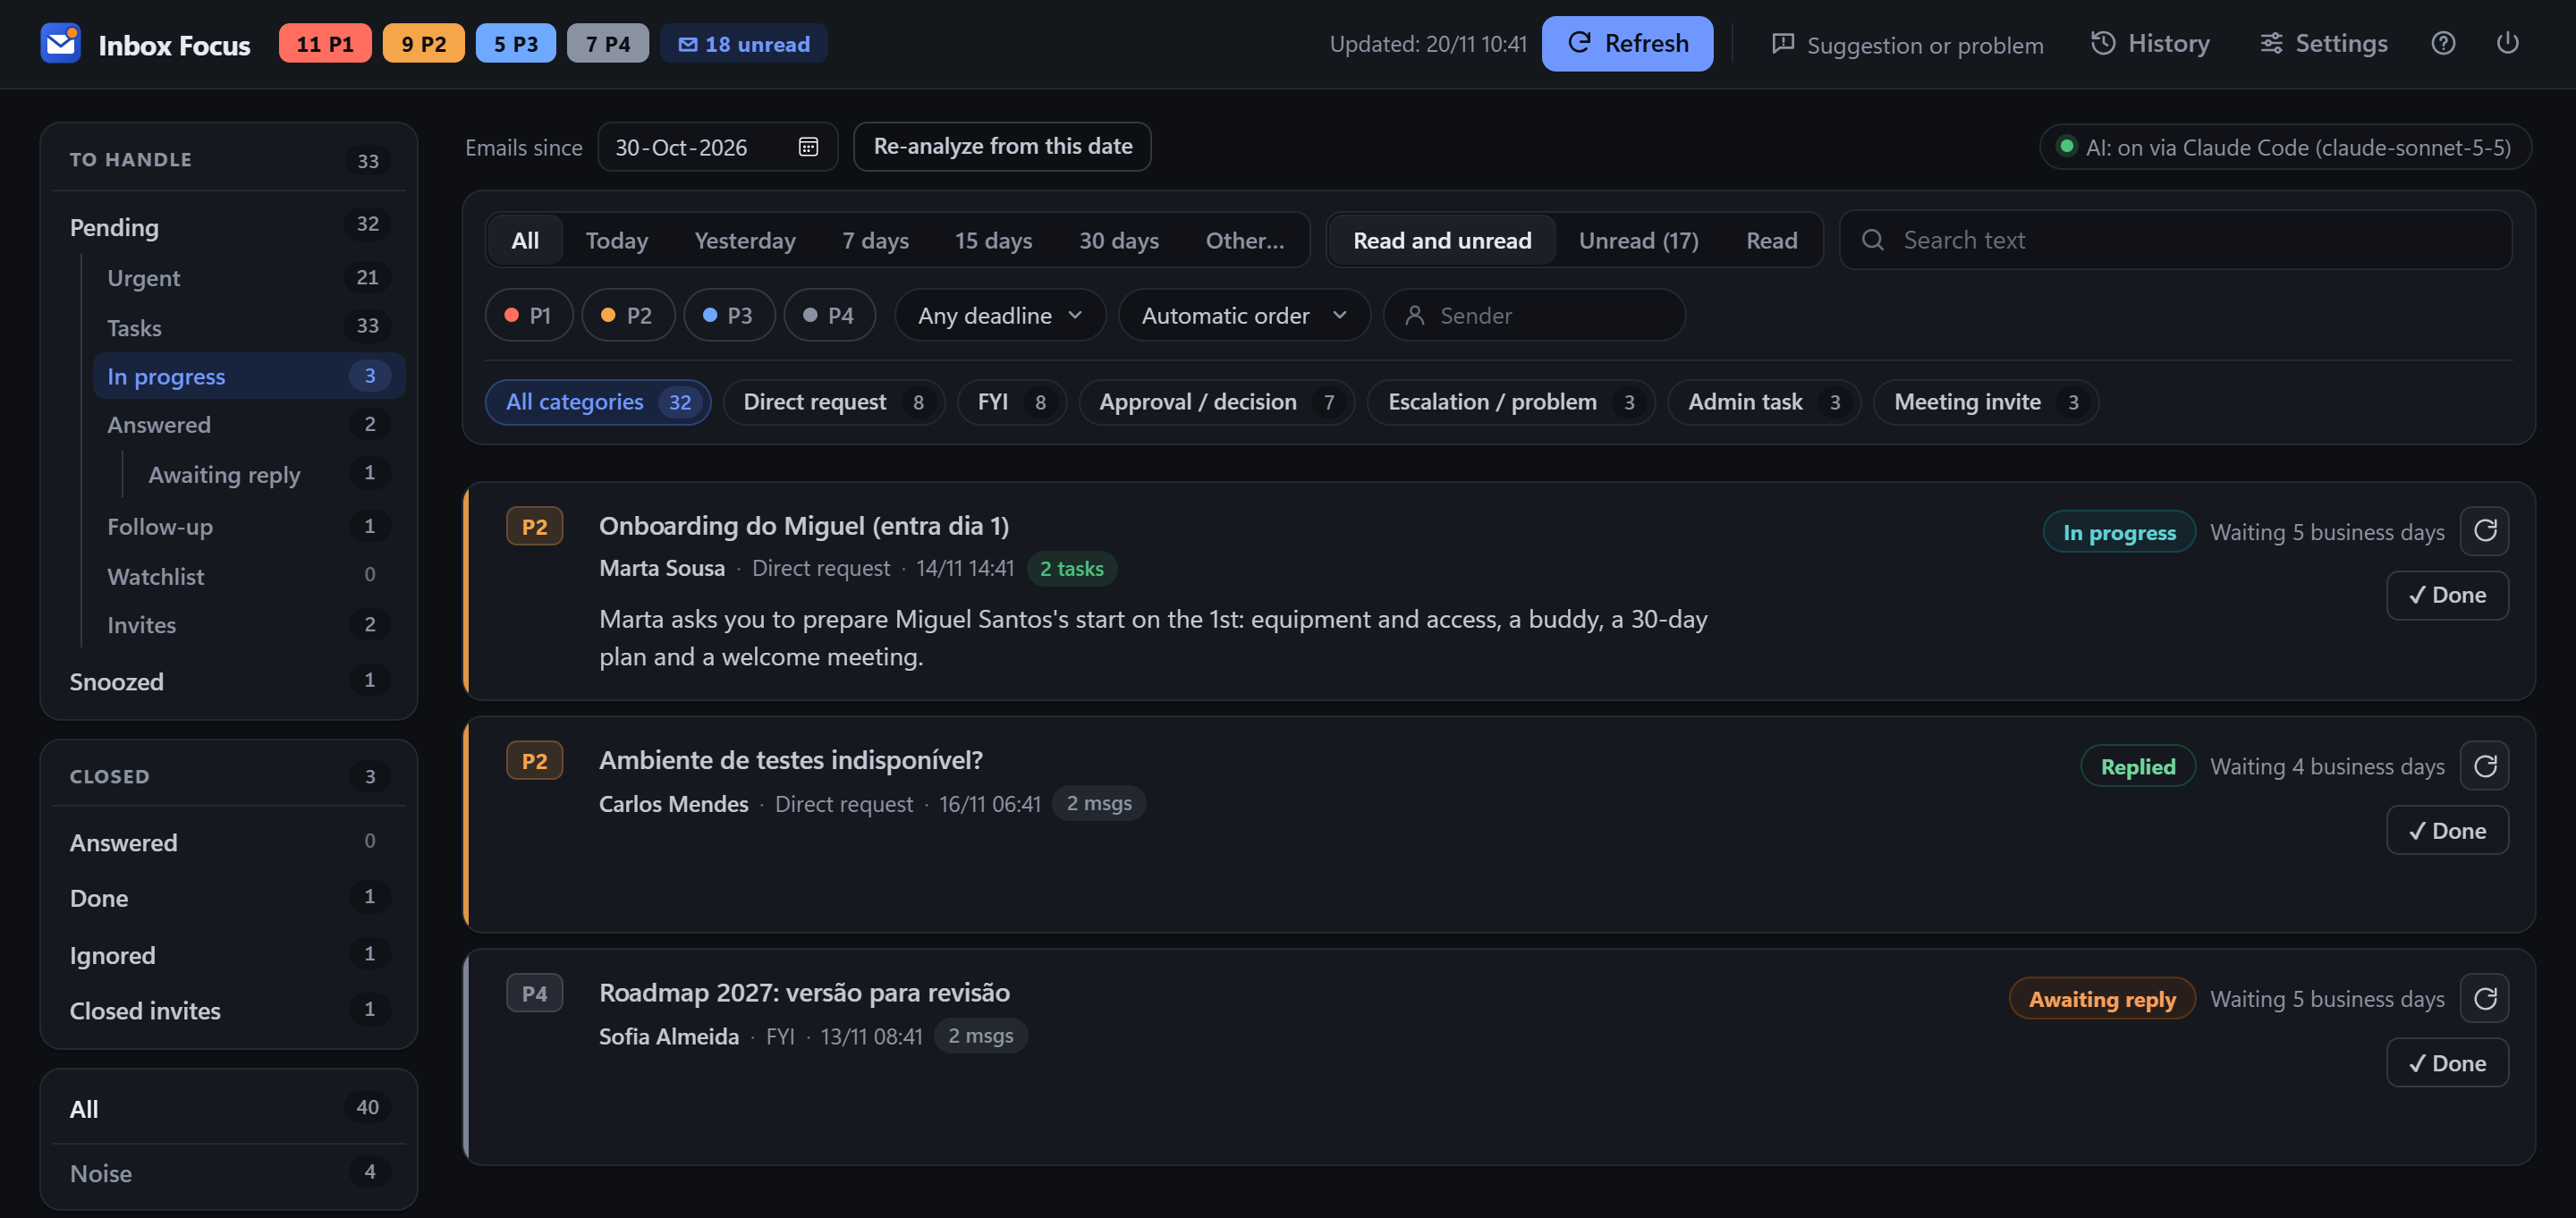 Inbox Focus 11 P1 9 P2 5 P3 7 P4 18 unread Updated: 20/11 10:41 Refresh Suggestion or problem History Settings
TO HANDLE 33
Pending 32
Urgent 21
Tasks 33
In progress 3
Answered 2
Awaiting reply 1
Follow-up 1
Watchlist 0
Invites 2
Snoozed 1
CLOSED 3
Answered 0
Done 1
Ignored 1
Closed invites 1
All 40
Noise 4
Emails since 30-Oct-2026 Re-analyze from this date AI: on via Claude Code (claude-sonnet-5-5)
All Today Yesterday 7 days 15 days 30 days Other... Read and unread Unread (17) Read Search text
P1 P2 P3 P4 Any deadline Automatic order Sender
All categories 32 Direct request 8 FYI 8 Approval / decision 7 Escalation / problem 3 Admin task 3 Meeting invite 3
P2 Onboarding do Miguel (entra dia 1) In progress Waiting 5 business days
Marta Sousa · Direct request · 14/11 14:41 2 tasks
✓ Done
Marta asks you to prepare Miguel Santos's start on the 1st: equipment and access, a buddy, a 30-day
plan and a welcome meeting.
P2 Ambiente de testes indisponível? Replied Waiting 4 business days
Carlos Mendes · Direct request · 16/11 06:41 2 msgs
✓ Done
P4 Roadmap 2027: versão para revisão Awaiting reply Waiting 5 business days
Sofia Almeida · FYI · 13/11 08:41 2 msgs
✓ Done